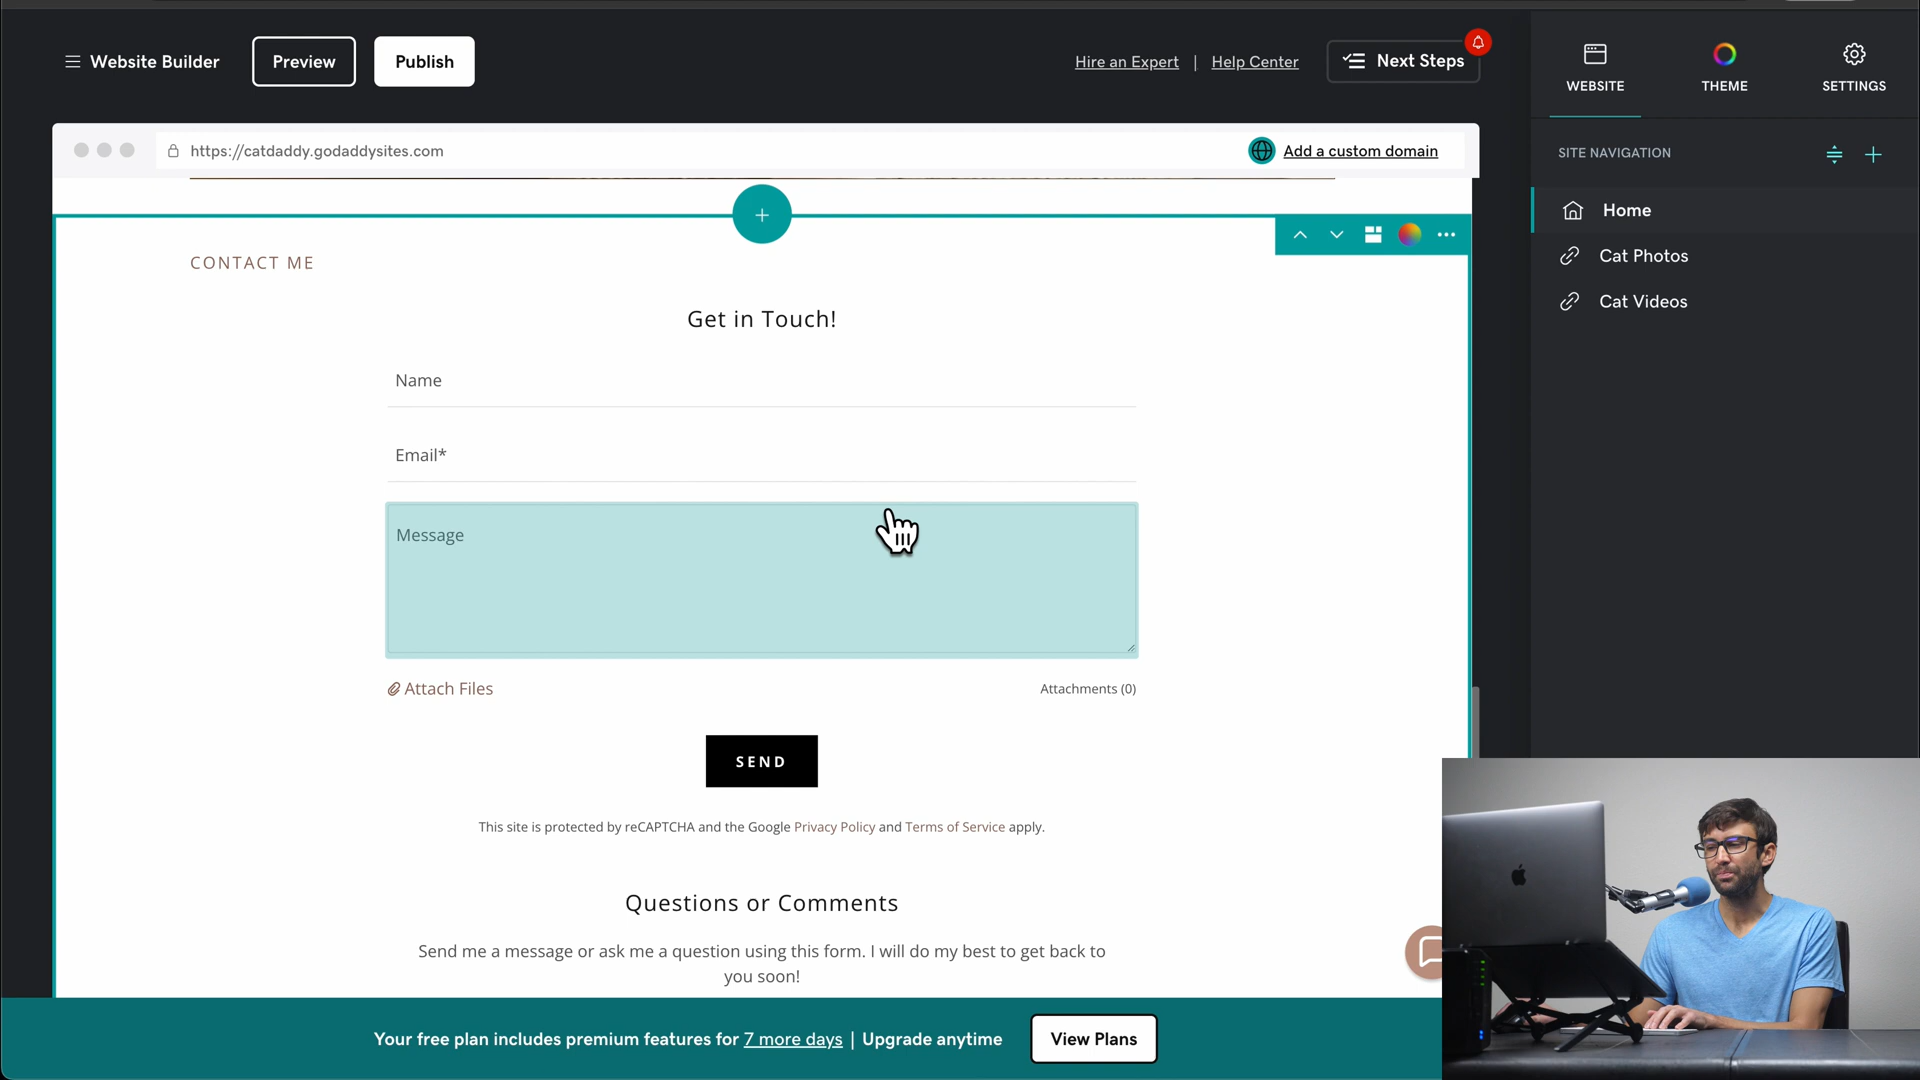 Website Builder
Preview
Publish
Hire an Expert | Help Center
Next Steps
WEBSITE
THEME
SETTINGS
https://catdaddy.godaddysites.com
Add a custom domain
SITE NAVIGATION
Home
Cat Photos
Cat Videos
CONTACT ME
Get in Touch!
Name
Email*
Message
Attach Files
Attachments (0)
SEND
This site is protected by reCAPTCHA and the Google Privacy Policy and Terms of Service apply.
Questions or Comments
Send me a message or ask me a question using this form. I will do my best to get back to
you soon!
Your free plan includes premium features for 7 more days | Upgrade anytime
View Plans